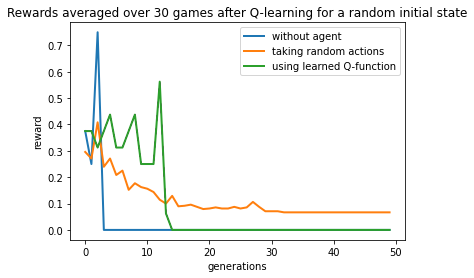 Rewards averaged over 30 games after Q-learning for a random initial state
without agent
taking random actions
using learned Q-function
reward
0.7
0.6
0.5
0.4
0.3
0.2
0.1
0.0
0 10 20 30 40 50
generations